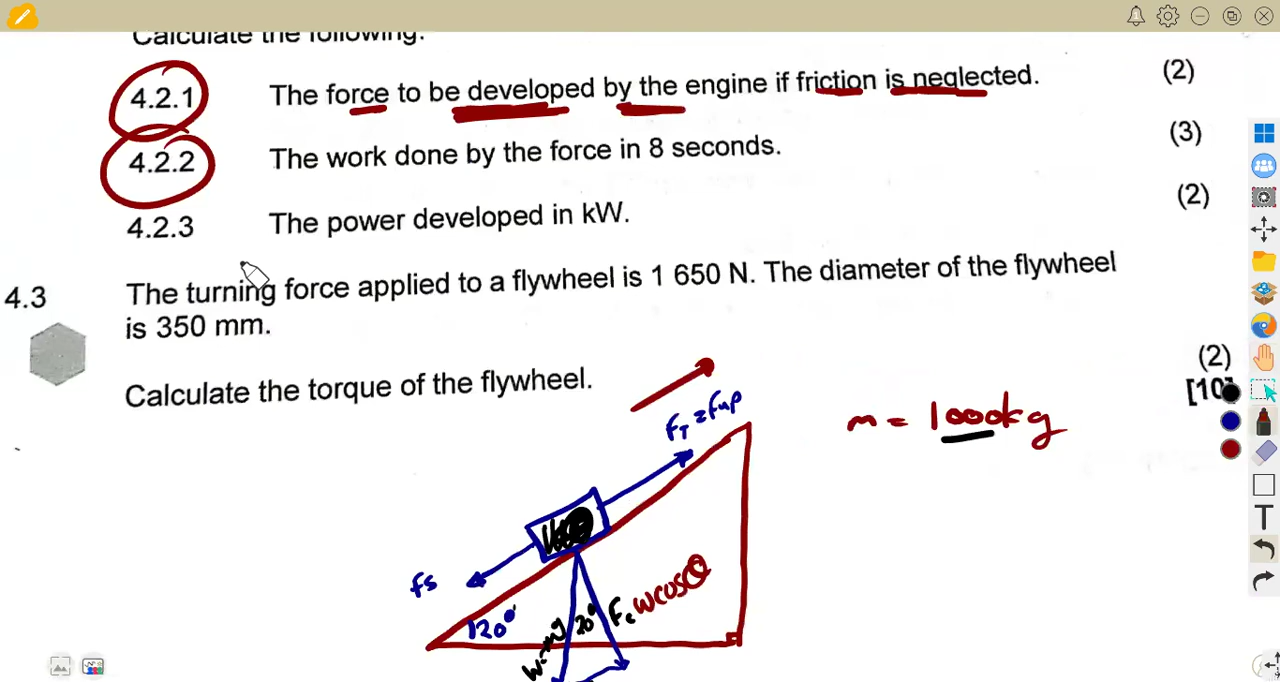 Calculate the following:
4.2.1 The force to be developed by the engine if friction is neglected. (2)
4.2.2 The work done by the force in 8 seconds. (3)
4.2.3 The power developed in kW. (2)
4.3 The turning force applied to a flywheel is 1 650 N. The diameter of the flywheel
is 350 mm.
Calculate the torque of the flywheel. (2)
[10]
FT = Fup
m = 1000kg
fs
120°
w=mg
20°
Fc
wcosθ
T